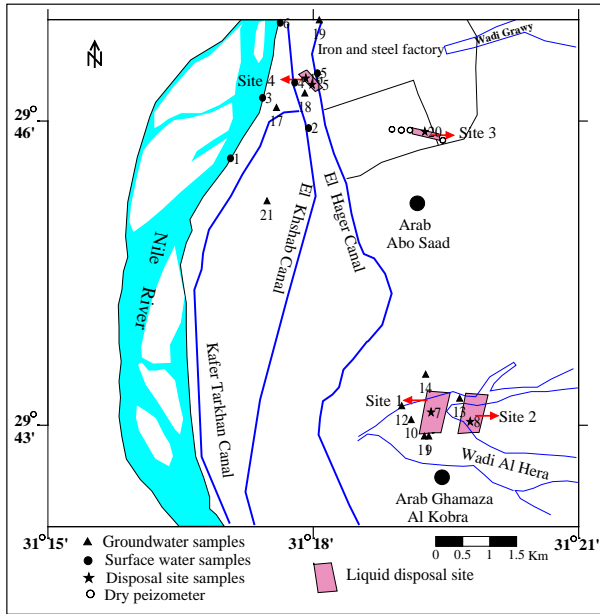 6
19
Wadi Grawy
Iron and steel factory
N
Site 4
4
5
15
3
18
17
29°
46'
2
20
Site 3
1
21
Arab
Abo Saad
Nile River
El Khshab Canal
El Hager Canal
Kafer Tarkhan Canal
14
Site 1
13
7
Site 2
12
8
29°
43'
10
11
9
Wadi Al Hera
Arab Ghamaza
Al Kobra
31° 15'
31° 18'
31° 21'
Groundwater samples
Surface water samples
Disposal site samples
Dry peizometer
Liquid disposal site
0 0.5 1 1.5 Km